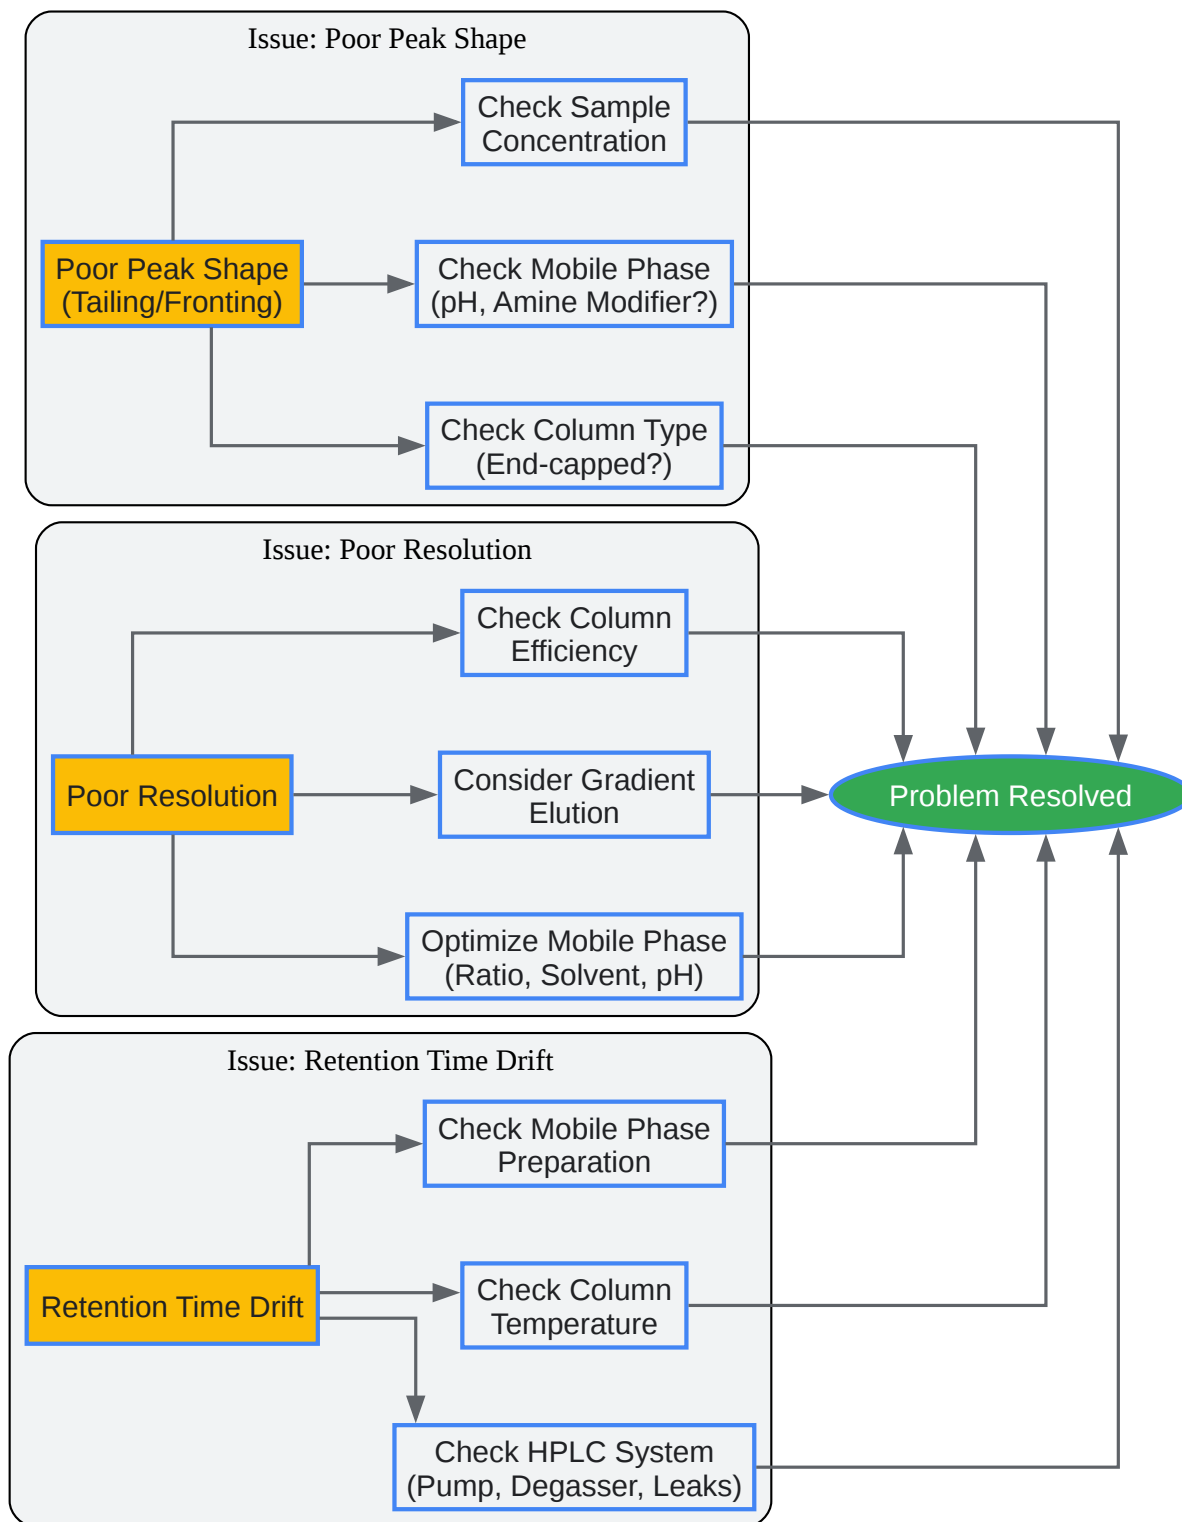 Issue: Poor Peak Shape
Check Sample
Concentration
Poor Peak Shape
(Tailing/Fronting)
Check Mobile Phase
(pH, Amine Modifier?)
Check Column Type
(End-capped?)
Issue: Poor Resolution
Check Column
Efficiency
Poor Resolution
Consider Gradient
Elution
Problem Resolved
Optimize Mobile Phase
(Ratio, Solvent, pH)
Issue: Retention Time Drift
Check Mobile Phase
Preparation
Retention Time Drift
Check Column
Temperature
Check HPLC System
(Pump, Degasser, Leaks)